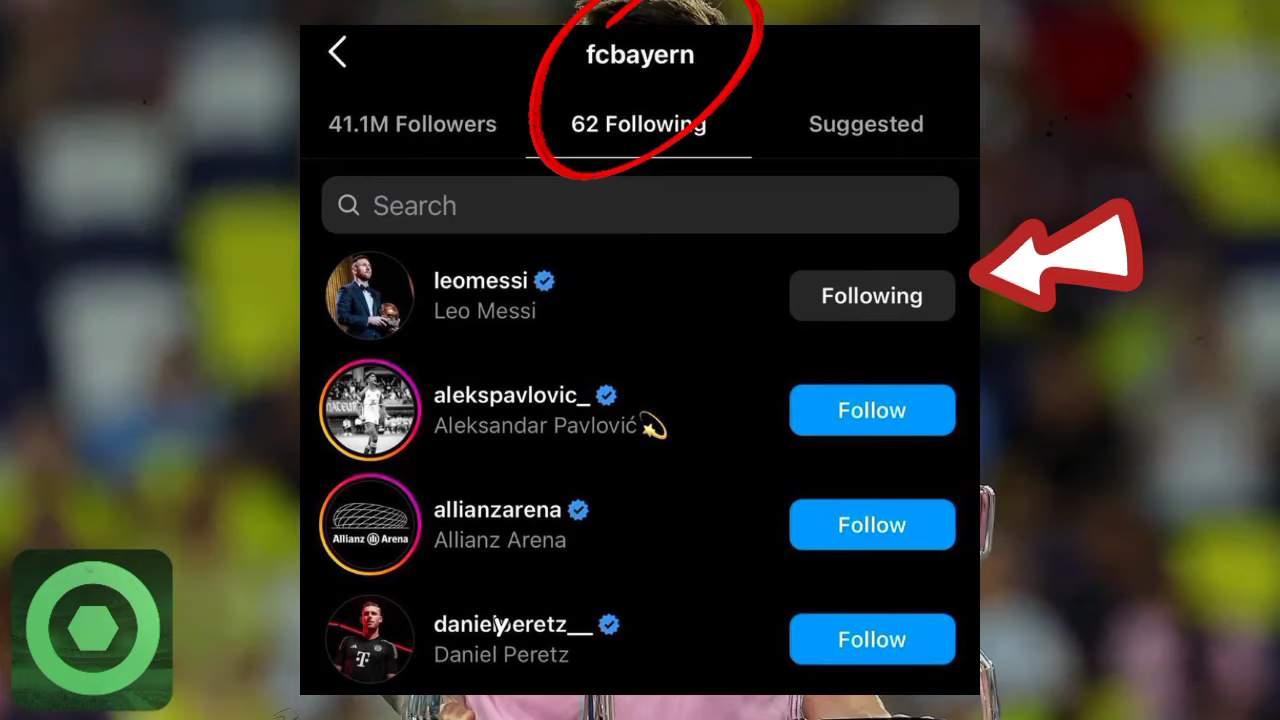 fcbayern
41.1M Followers
62 Following
Suggested
Search
leomessi
Leo Messi
Following
alekspavlovic_
Aleksandar Pavlović💫
Follow
allianzarena
Allianz Arena
Allianz Arena
Follow
Daniel Peretz
Follow